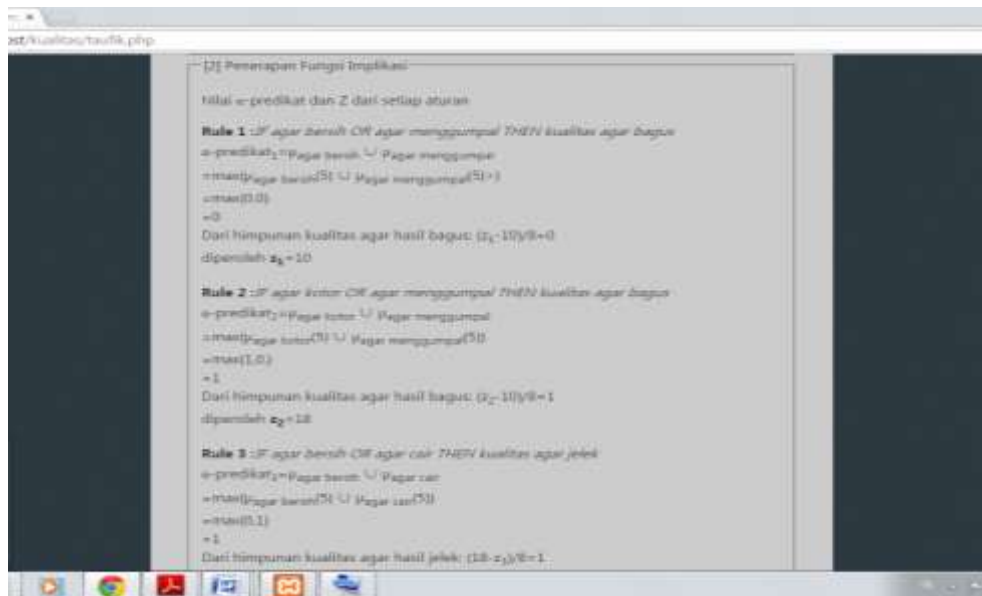 ost/kualitas/taufik.php
[2] Penerapan Fungsi Implikasi
Nilai α-predikat dan Z dari setiap aturan
Rule 1 :IF agar bersih OR agar menggumpal THEN kualitas agar bagus
α-predikat₁=μagar bersih ∪ μagar menggumpal
=max(μagar bersih(5) ∪ μagar menggumpal(5)>)
=max(0.0)
=0
Dari himpunan kualitas agar hasil bagus: (z₁-10)/8=0
diperoleh z₁=10
Rule 2 :IF agar kotor OR agar menggumpal THEN kualitas agar bagus
α-predikat₂=μagar kotor ∪ μagar menggumpal
=max(μagar kotor(5) ∪ μagar menggumpal(5))
=max(1,0.)
=1
Dari himpunan kualitas agar hasil bagus: (z₂-10)/8=1
diperoleh z₂=18
Rule 3 :IF agar bersih OR agar cair THEN kualitas agar jelek
α-predikat₃=μagar bersih ∪ μagar cair
=max(μagar bersih(5) ∪ μagar cair(5))
=max(0.1)
=1
Dari himpunan kualitas agar hasil jelek: (18-z₃)/8=1